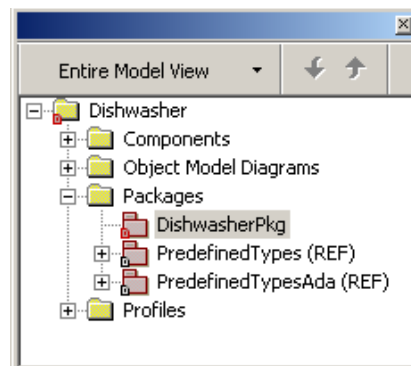 Entire Model View
Dishwasher
Components
Object Model Diagrams
Packages
DishwasherPkg
PredefinedTypes (REF)
PredefinedTypesAda (REF)
Profiles